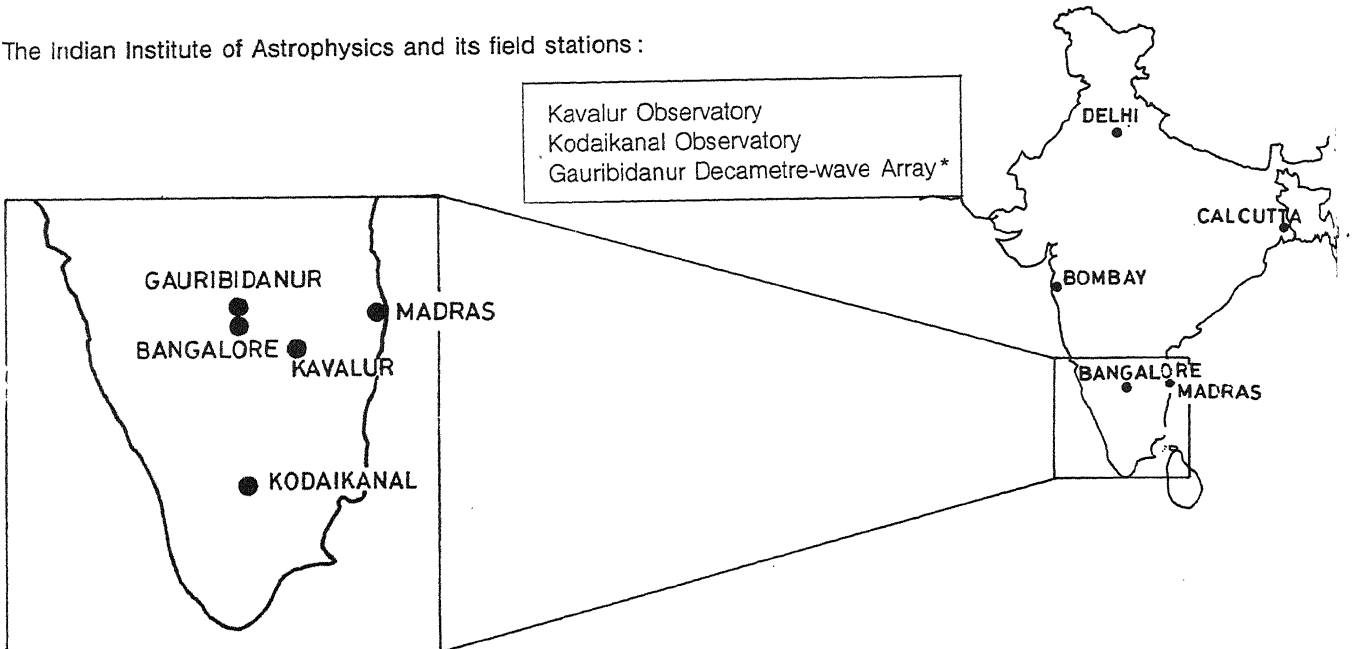 The Indian Institute of Astrophysics and its field stations :
Kavalur Observatory
Kodaikanal Observatory
Gauribidanur Decametre-wave Array*
DELHI
CALCUTTA
BOMBAY
BANGALORE
MADRAS
GAURIBIDANUR
MADRAS
BANGALORE
KAVALUR
KODAIKANAL